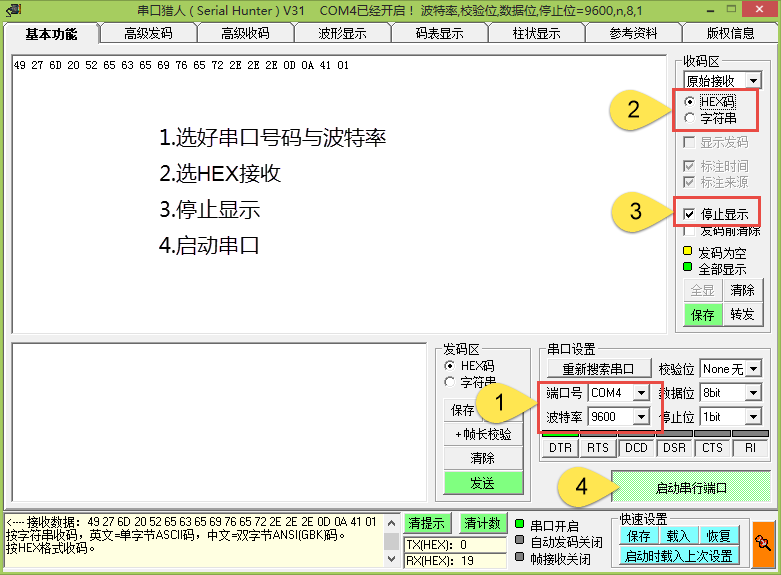 串口猎人 ( Serial Hunter ) V31    COM4已经开启！ 波特率,校验位,数据位,停止位=9600,n,8,1
基本功能 高级发码 高级收码 波形显示 码表显示 柱状显示 参考资料 版权信息
49 27 6D 20 52 65 63 65 69 76 65 72 2E 2E 2E 0D 0A 41 01
1.选好串口号码与波特率
2.选HEX接收
3.停止显示
4.启动串口
收码区
原始接收
2
HEX码
字符串
显示发码
标注时间
标注来源
3
停止显示
发码前清除
发码为空
全部显示
全显 清除
保存 转发
发码区
HEX码
字符串
保存
+帧长校验
清除
发送
1
串口设置
重新搜索串口 校验位 None 无
端口号 COM4 数据位 8bit
波特率 9600 停止位 1bit
DTR RTS DCD DSR CTS RI
4
启动串行端口
<---接收数据：49 27 6D 20 52 65 63 65 69 76 65 72 2E 2E 2E 0D 0A 41 01
按字符串收码，英文=单字节ASCII码，中文=双字节ANSI(GBK码)。
按HEX格式收码。
清提示 清计数
TX(HEX)：0
RX(HEX)：19
串口开启
自动发码关闭
帧接收关闭
快速设置
保存 载入 恢复
启动时载入上次设置